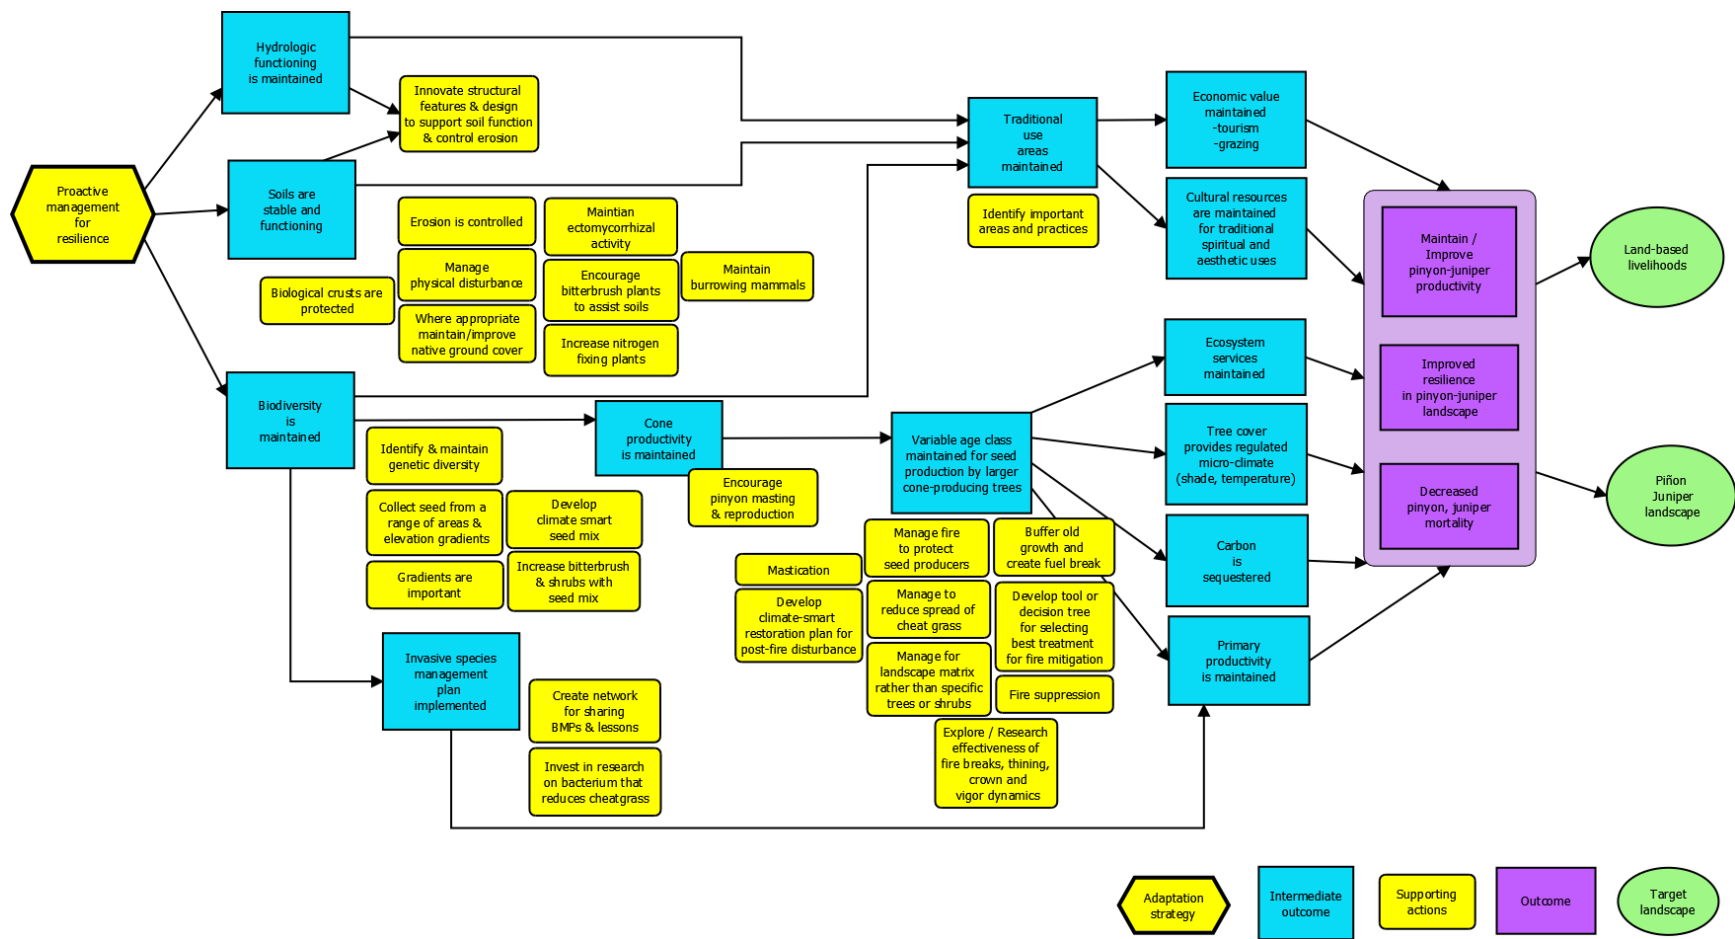 Hydrologic
functioning
is maintained
Innovate structural
features & design
to support soil function
& control erosion
Proactive
management
for
resilience
Soils are
stable and
functioning
Erosion is controlled
Maintian
ectomycorrhizal
activity
Manage
physical disturbance
Encourage
bitterbrush plants
to assist soils
Maintain
burrowing mammals
Biological crusts are
protected
Where appropriate
maintain/improve
native ground cover
Increase nitrogen
fixing plants
Biodiversity
is
maintained
Identify & maintain
genetic diversity
Collect seed from a
range of areas &
elevation gradients
Develop
climate smart
seed mix
Gradients are
important
Increase bitterbrush
& shrubs with
seed mix
Invasive species
management
plan
implemented
Create network
for sharing
BMPs & lessons
Invest in research
on bacterium that
reduces cheatgrass
Cone
productivity
is maintained
Encourage
pinyon masting
& reproduction
Variable age class
maintained for seed
production by larger
cone-producing trees
Mastication
Develop
climate-smart
restoration plan for
post-fire disturbance
Manage fire
to protect
seed producers
Manage to
reduce spread of
cheat grass
Manage for
landscape matrix
rather than specific
trees or shrubs
Buffer old
growth and
create fuel break
Develop tool or
decision tree
for selecting
best treatment
for fire mitigation
Fire suppression
Explore / Research
effectiveness of
fire breaks, thining,
crown and
vigor dynamics
Traditional
use
areas
maintained
Identify important
areas and practices
Economic value
maintained
-tourism
-grazing
Cultural resources
are maintained
for traditional
spiritual and
aesthetic uses
Ecosystem
services
maintained
Tree cover
provides regulated
micro-climate
(shade, temperature)
Carbon
is
sequestered
Primary
productivity
is maintained
Maintain /
Improve
pinyon-juniper
productivity
Improved
resilience
in pinyon-juniper
landscape
Decreased
pinyon, juniper
mortality
Land-based
livelihoods
Piñon
Juniper
landscape
Adaptation
strategy
Intermediate
outcome
Supporting
actions
Outcome
Target
landscape